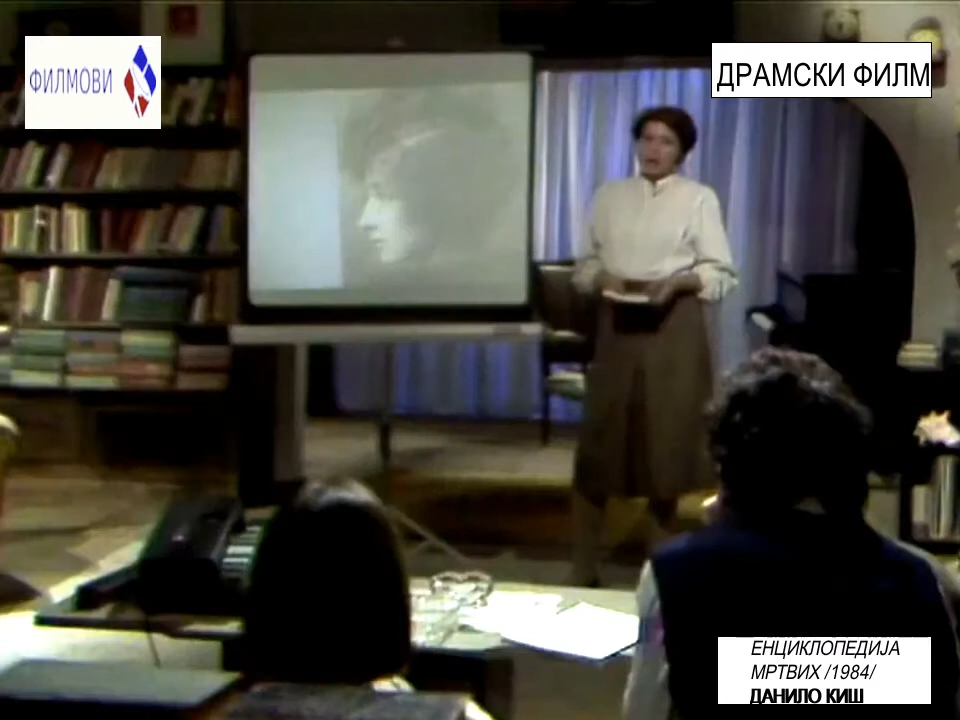 ФИЛМОВИ
ДРАМСКИ ФИЛМ
ЕНЦИКЛОПЕДИЈА
МРТВИХ /1984/
ДАНИЛО КИШ